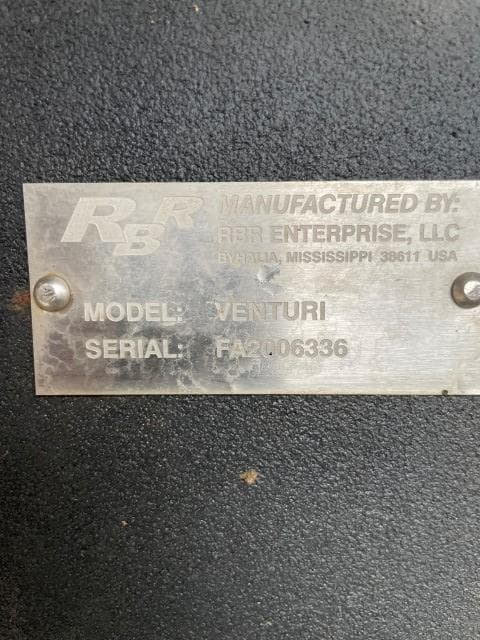 RBR
MANUFACTURED BY:
RBR ENTERPRISE, LLC
BYHALIA, MISSISSIPPI 38611 USA
MODEL: VENTURI
SERIAL: FA2006336